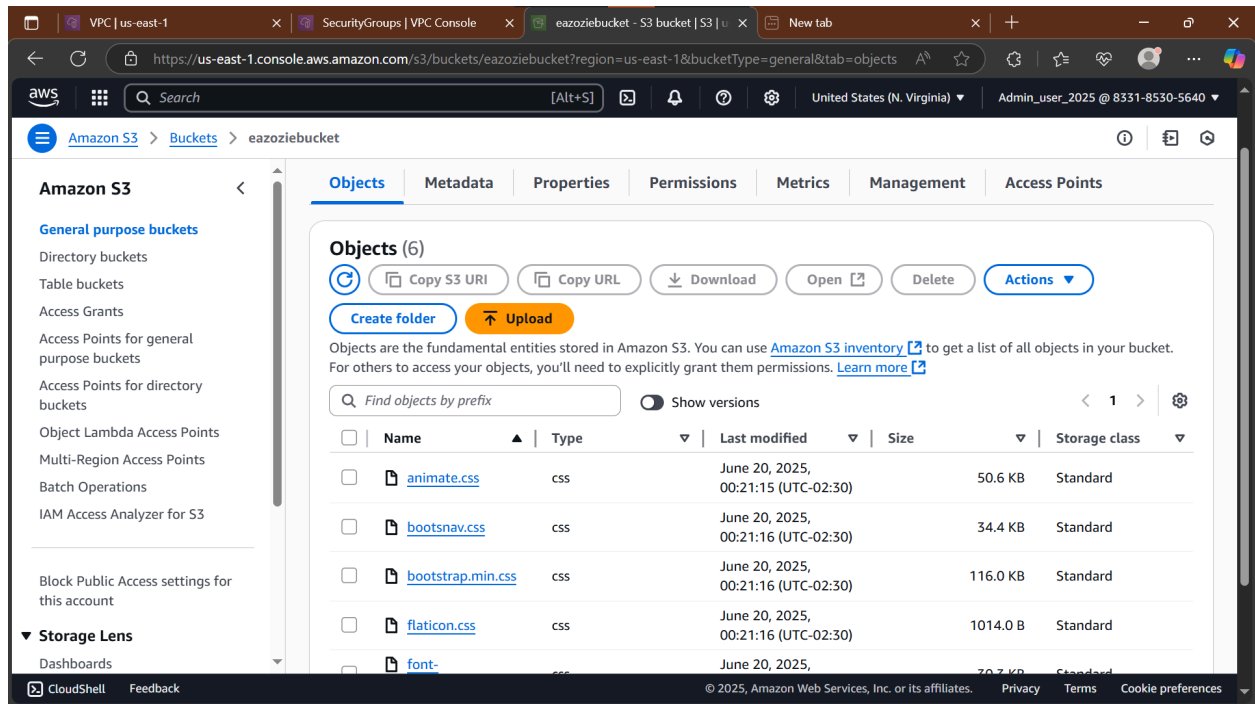 VPC | us-east-1
SecurityGroups | VPC Console
eazoziebucket - S3 bucket | S3 | u
New tab
https://us-east-1.console.aws.amazon.com/s3/buckets/eazoziebucket?region=us-east-1&bucketType=general&tab=objects
aws
Search
[Alt+S]
United States (N. Virginia)
Admin_user_2025 @ 8331-8530-5640
Amazon S3 > Buckets > eazoziebucket
Amazon S3
General purpose buckets
Directory buckets
Table buckets
Access Grants
Access Points for general
purpose buckets
Access Points for directory
buckets
Object Lambda Access Points
Multi-Region Access Points
Batch Operations
IAM Access Analyzer for S3
Block Public Access settings for
this account
Storage Lens
Dashboards
Objects Metadata Properties Permissions Metrics Management Access Points
Objects (6)
Copy S3 URI Copy URL Download Open Delete Actions
Create folder Upload
Objects are the fundamental entities stored in Amazon S3. You can use Amazon S3 inventory to get a list of all objects in your bucket.
For others to access your objects, you'll need to explicitly grant them permissions. Learn more
Find objects by prefix
Show versions
1
Name Type Last modified Size Storage class
animate.css css June 20, 2025, 00:21:15 (UTC-02:30) 50.6 KB Standard
bootsnav.css css June 20, 2025, 00:21:16 (UTC-02:30) 34.4 KB Standard
bootstrap.min.css css June 20, 2025, 00:21:16 (UTC-02:30) 116.0 KB Standard
flaticon.css css June 20, 2025, 00:21:16 (UTC-02:30) 1014.0 B Standard
font- June 20, 2025,
CloudShell Feedback
© 2025, Amazon Web Services, Inc. or its affiliates. Privacy Terms Cookie preferences